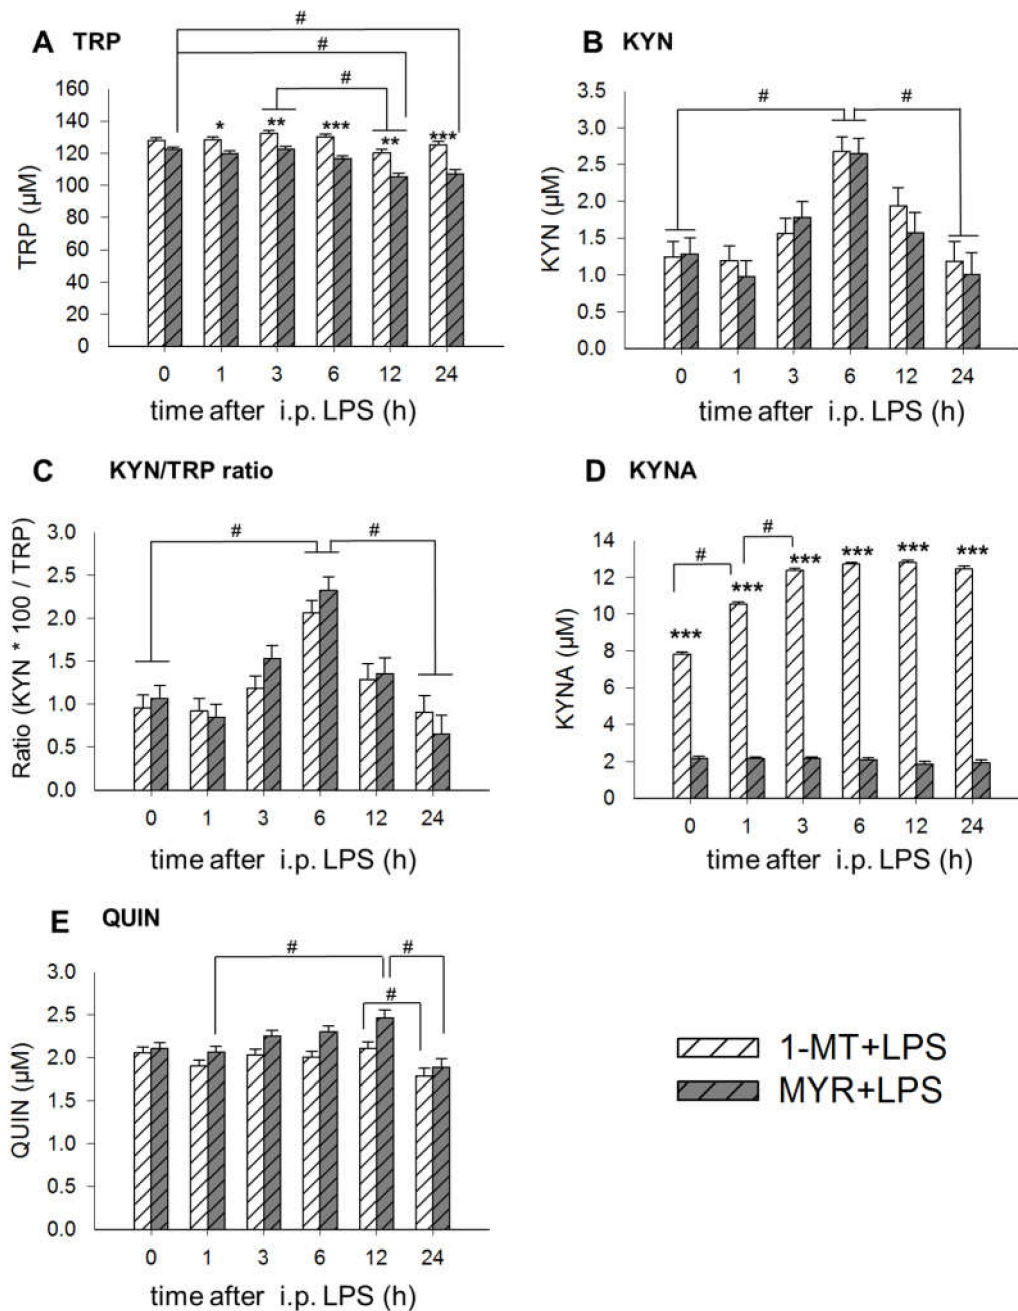 A TRP
#
#
#
* ** *** ** ***
TRP (µM)
160
140
120
100
80
60
40
20
0
0 1 3 6 12 24
time after i.p. LPS (h)
B KYN
# #
KYN (µM)
3.5
3.0
2.5
2.0
1.5
1.0
0.5
0.0
0 1 3 6 12 24
time after i.p. LPS (h)
C KYN/TRP ratio
# #
Ratio (KYN * 100 / TRP)
3.0
2.5
2.0
1.5
1.0
0.5
0.0
0 1 3 6 12 24
time after i.p. LPS (h)
D KYNA
# #
*** *** *** *** *** ***
KYNA (µM)
14
12
10
8
6
4
2
0
0 1 3 6 12 24
time after i.p. LPS (h)
E QUIN
# #
#
QUIN (µM)
3.0
2.5
2.0
1.5
1.0
0.5
0.0
0 1 3 6 12 24
time after i.p. LPS (h)
1-MT+LPS
MYR+LPS